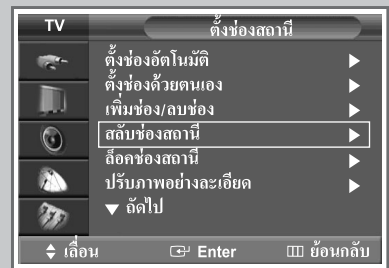 TV ตั้งช่องสถานี
ตั้งช่องอัตโนมัติ
ตั้งช่องด้วยตนเอง
เพิ่มช่อง/ลบช่อง
สลับช่องสถานี
ล็อคช่องสถานี
ปรับภาพอย่างละเอียด
▼ ถัดไป
เลื่อน Enter ย้อนกลับ